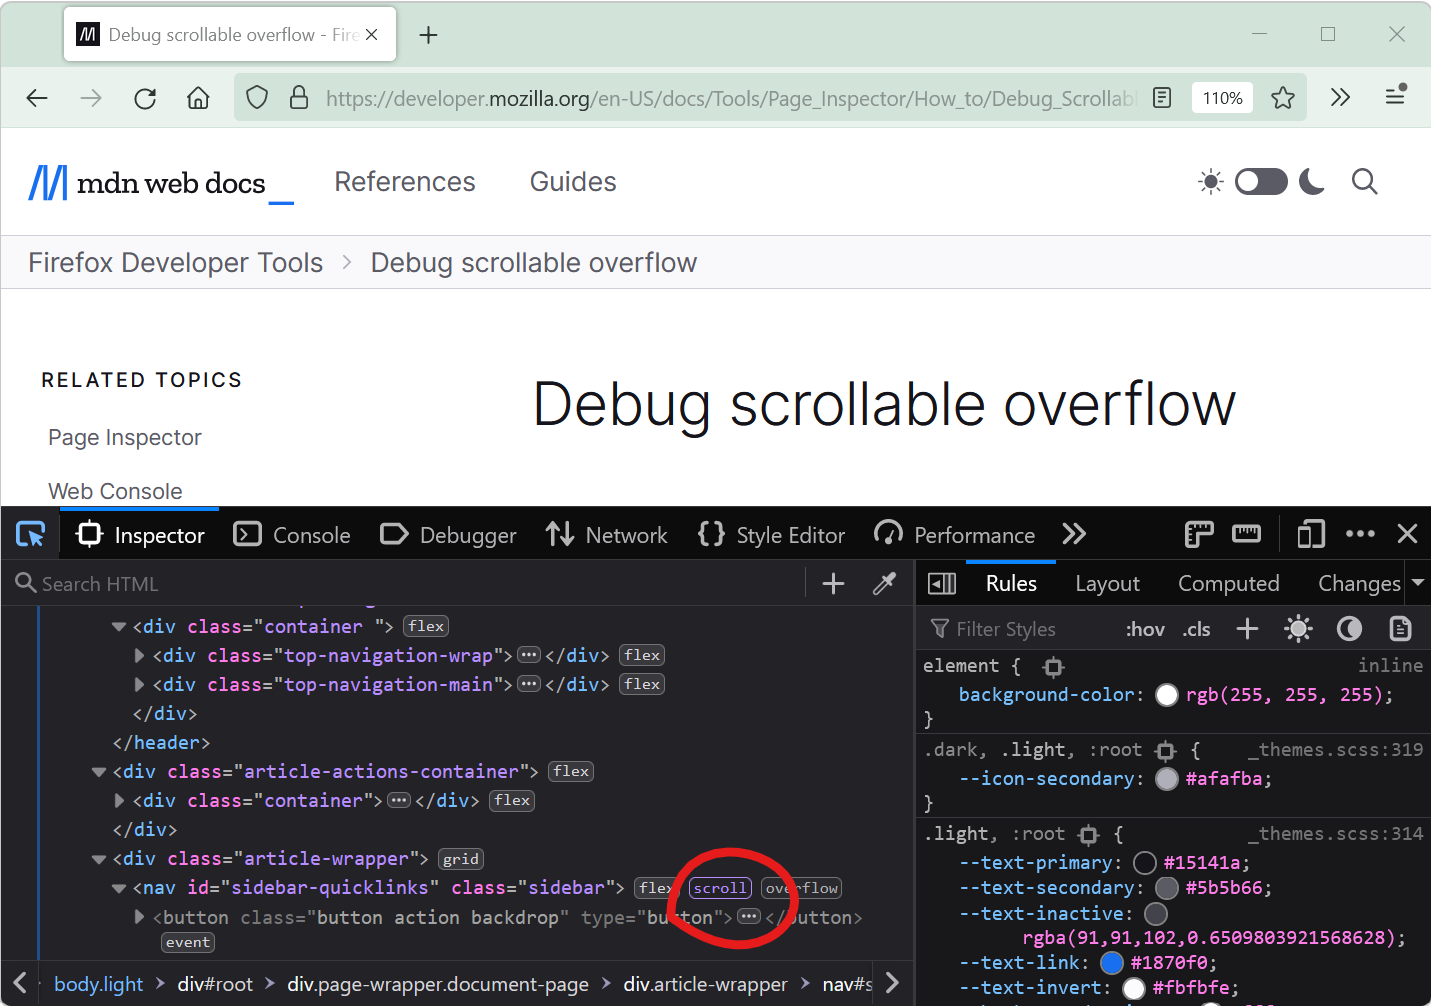 Debug scrollable overflow - Fire
https://developer.mozilla.org/en-US/docs/Tools/Page_Inspector/How_to/Debug_Scrollab
110%
mdn web docs_
References
Guides
Firefox Developer Tools > Debug scrollable overflow
RELATED TOPICS
Page Inspector
Web Console
Debug scrollable overflow
Inspector
Console
Debugger
Network
Style Editor
Performance
Search HTML
<div class="container "> flex
<div class="top-navigation-wrap">···</div> flex
<div class="top-navigation-main">···</div> flex
</div>
</header>
<div class="article-actions-container"> flex
<div class="container">···</div> flex
</div>
<div class="article-wrapper"> grid
<nav id="sidebar-quicklinks" class="sidebar"> flex scroll overflow
<button class="button action backdrop" type="button">···</button>
event
body.light > div#root > div.page-wrapper.document-page > div.article-wrapper > nav#s
Rules
Layout
Computed
Changes
Filter Styles
:hov
.cls
element { inline
background-color: rgb(255, 255, 255);
}
.dark, .light, :root { _themes.scss:319
--icon-secondary: #afafba;
}
.light, :root { _themes.scss:314
--text-primary: #15141a;
--text-secondary: #5b5b66;
--text-inactive:
rgba(91,91,102,0.6509803921568628);
--text-link: #1870f0;
--text-invert: #fbfbfe;